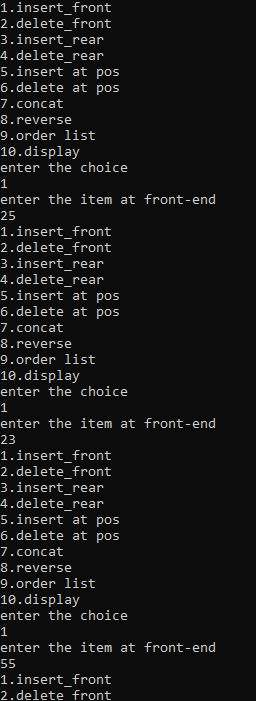 1.insert_front
2.delete_front
3.insert_rear
4.delete_rear
5.insert at pos
6.delete at pos
7.concat
8.reverse
9.order list
10.display
enter the choice
1
enter the item at front-end
25
1.insert_front
2.delete_front
3.insert_rear
4.delete_rear
5.insert at pos
6.delete at pos
7.concat
8.reverse
9.order list
10.display
enter the choice
1
enter the item at front-end
23
1.insert_front
2.delete_front
3.insert_rear
4.delete_rear
5.insert at pos
6.delete at pos
7.concat
8.reverse
9.order list
10.display
enter the choice
1
enter the item at front-end
55
1.insert_front
2.delete front